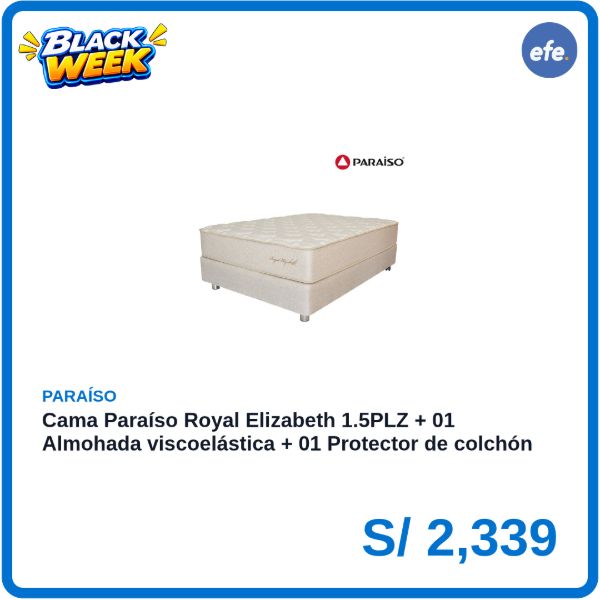 BLACK
WEEK
efe.
PARAÍSO
PARAÍSO
Cama Paraíso Royal Elizabeth 1.5PLZ + 01
Almohada viscoelástica + 01 Protector de colchón
S/ 2,339